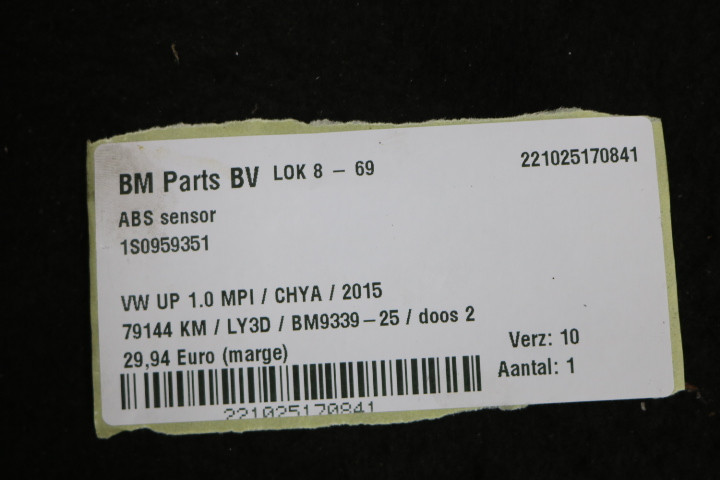 BM Parts BV LOK 8 – 69 221025170841
ABS sensor
1S0959351
VW UP 1.0 MPI / CHYA / 2015
79144 KM / LY3D / BM9339-25 / doos 2
29,94 Euro (marge) Verz: 10
Aantal: 1
221025170841